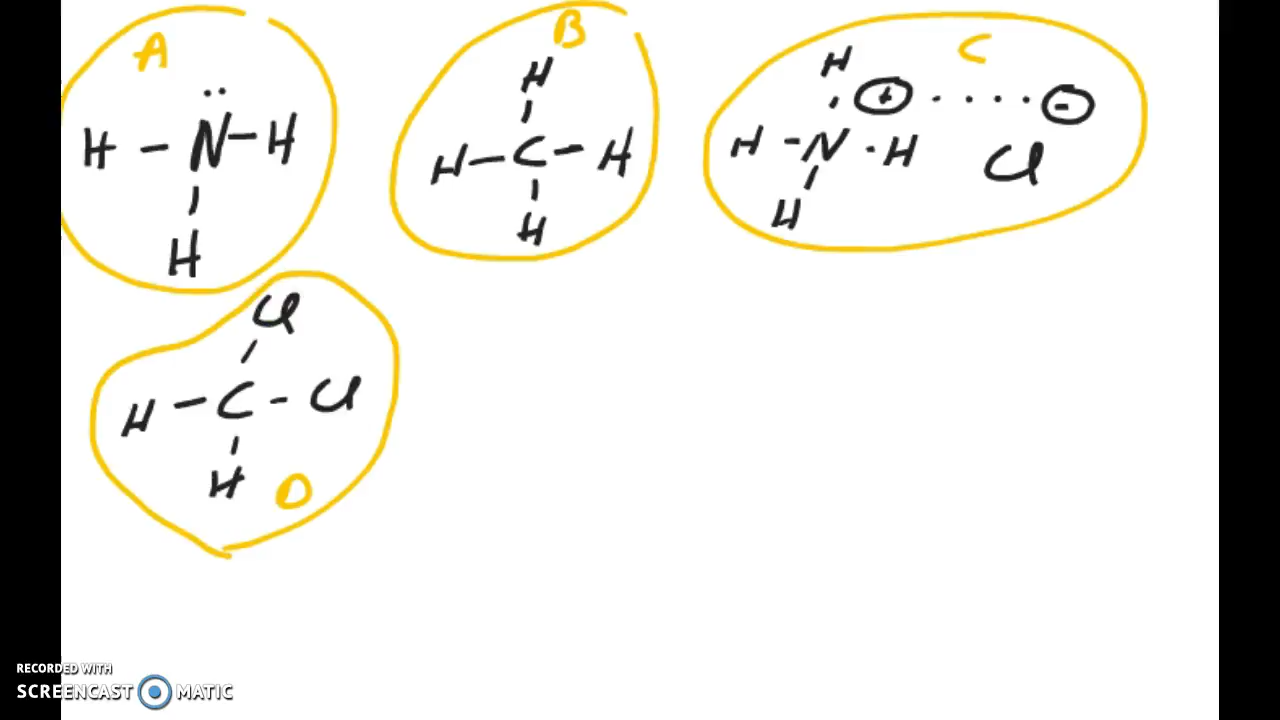 A
··
H – N – H
H
B
H
H – C – H
H
C
H
H – N · H
H
+ · · · · -
Cl
Cl
H – C - Cl
H
D
RECORDED WITH
SCREENCAST MATIC